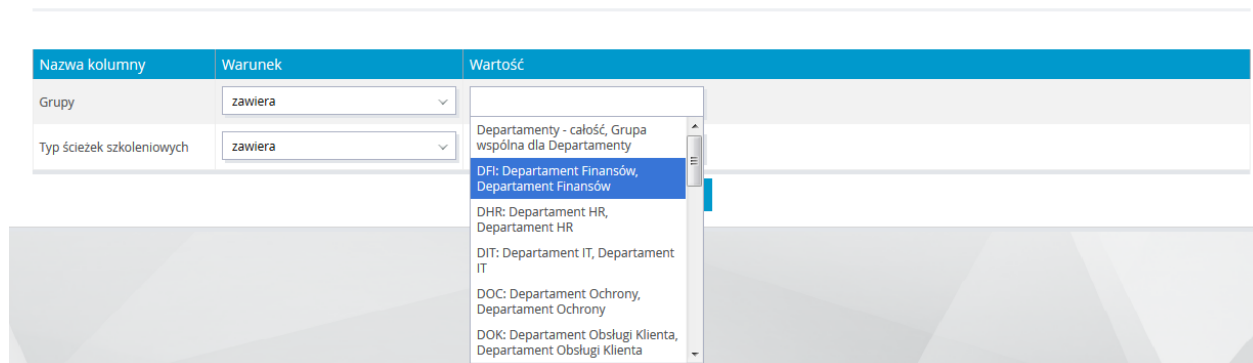 Nazwa kolumny Warunek Wartość
Grupy zawiera
Departamenty - całość, Grupa
wspólna dla Departamenty
Typ ścieżek szkoleniowych zawiera
DFI: Departament Finansów,
Departament Finansów
DHR: Departament HR,
Departament HR
DIT: Departament IT, Departament
IT
DOC: Departament Ochrony,
Departament Ochrony
DOK: Departament Obsługi Klienta,
Departament Obsługi Klienta